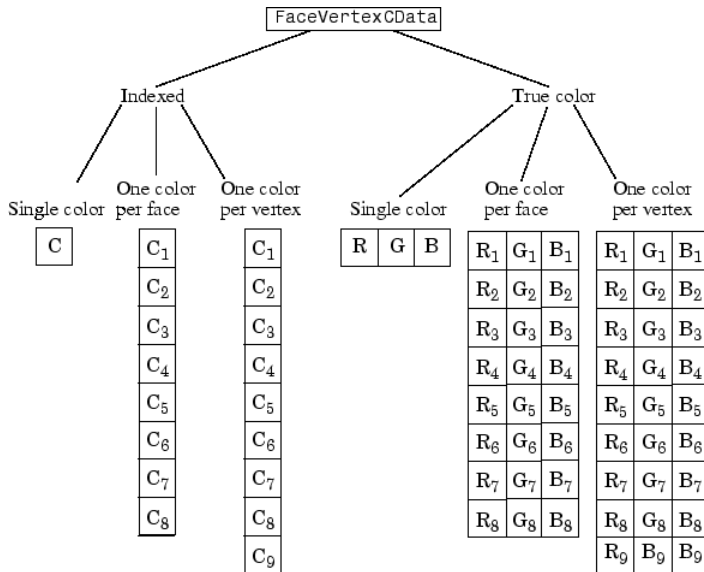 FaceVertexCData
Indexed
True color
Single color
One color
per face
One color
per vertex
Single color
One color
per face
One color
per vertex
C
C1
C2
C3
C4
C5
C6
C7
C8
C1
C2
C3
C4
C5
C6
C7
C8
C9
R G B
R1 G1 B1
R2 G2 B2
R3 G3 B3
R4 G4 B4
R5 G5 B5
R6 G6 B6
R7 G7 B7
R8 G8 B8
R1 G1 B1
R2 G2 B2
R3 G3 B3
R4 G4 B4
R5 G5 B5
R6 G6 B6
R7 G7 B7
R8 G8 B8
R9 B9 B9